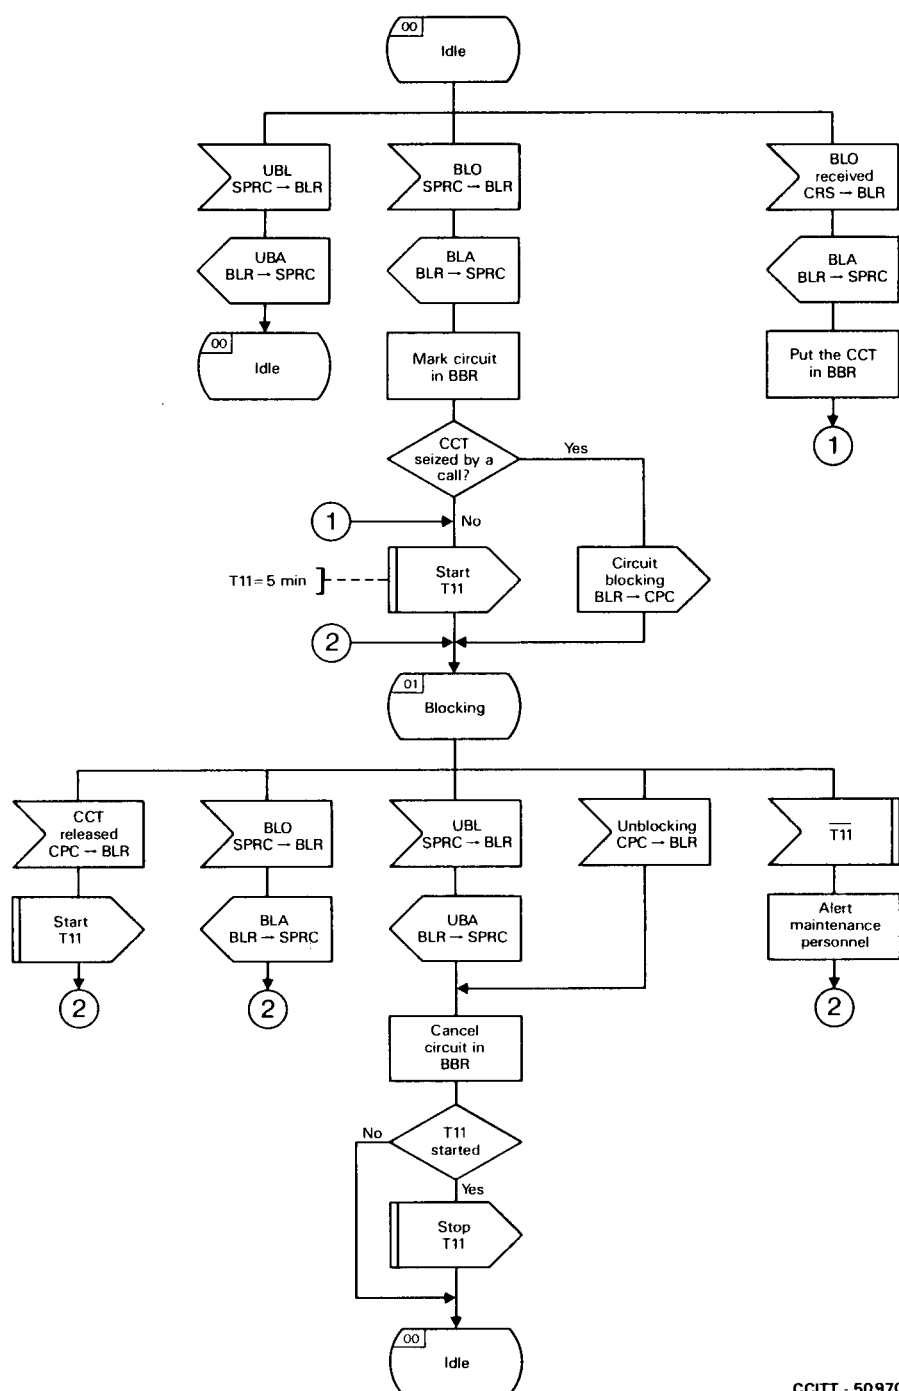 00
Idle
UBL
SPRC → BLR
BLO
SPRC → BLR
BLO
received
CRS → BLR
UBA
BLR → SPRC
BLA
BLR → SPRC
BLA
BLR → SPRC
00
Idle
Mark circuit
in BBR
Put the CCT
in BBR
CCT
seized by a
call?
Yes
1
1
No
T11 = 5 min
Start
T11
Circuit
blocking
BLR → CPC
2
01
Blocking
CCT
released
CPC → BLR
BLO
SPRC → BLR
UBL
SPRC → BLR
Unblocking
CPC → BLR
T11
Start
T11
BLA
BLR → SPRC
UBA
BLR → SPRC
Alert
maintenance
personnel
2
2
2
Cancel
circuit in
BBR
No
T11
started
Yes
Stop
T11
00
Idle
CCITT - 50970